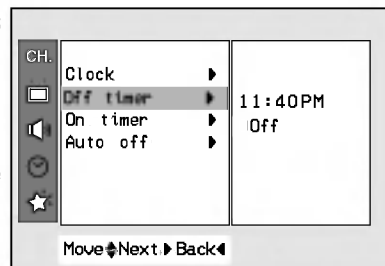 CH.
Clock
Off timer
On timer
Auto off
11:40PM
Off
Move Next Back